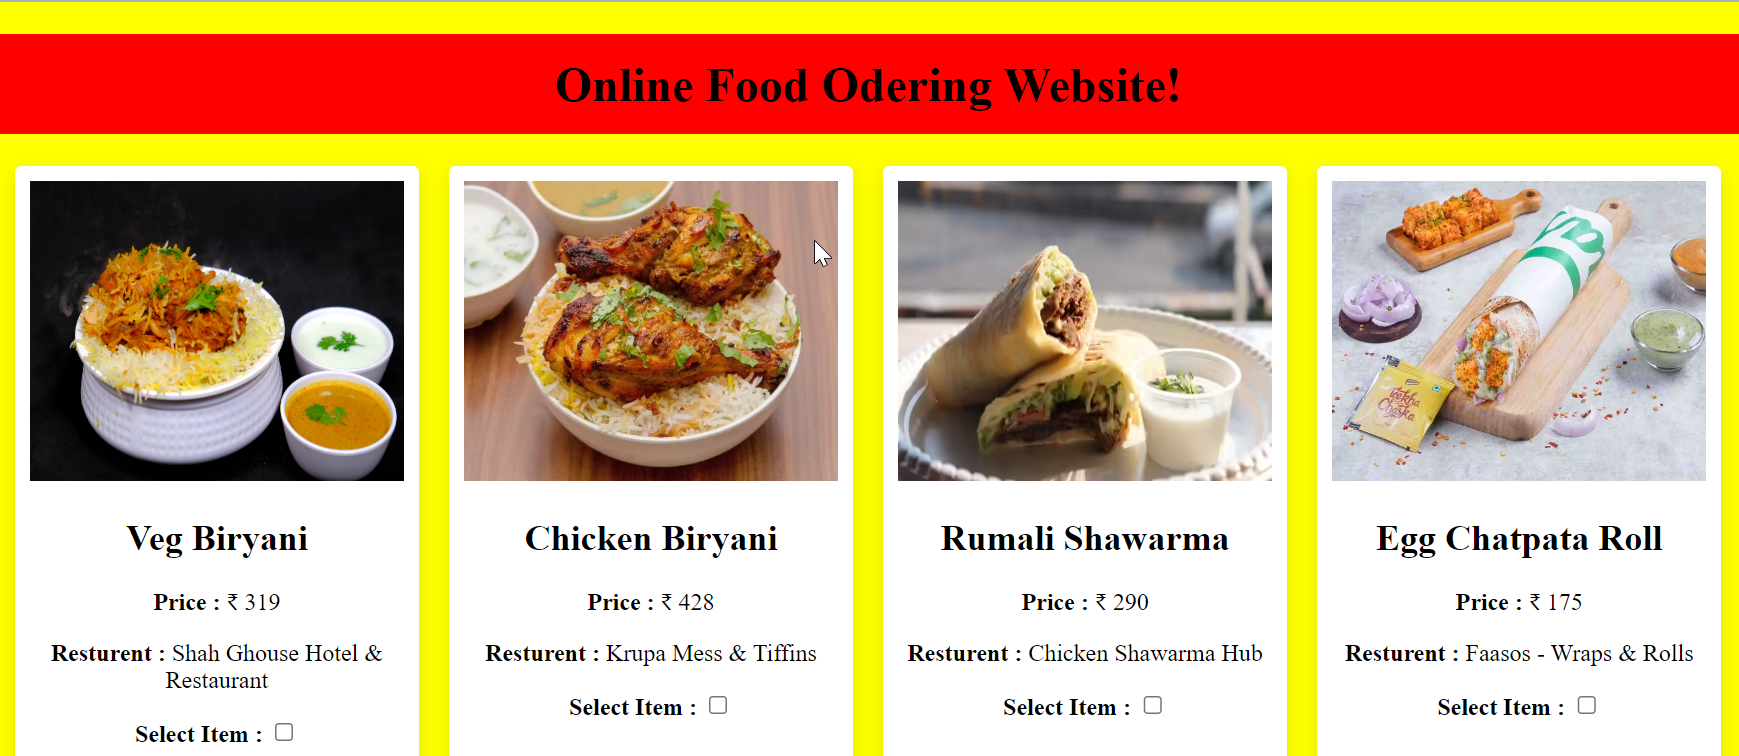 Online Food Odering Website!
Veg Biryani
Price : ₹ 319
Resturent : Shah Ghouse Hotel &
Restaurant
Select Item :
Chicken Biryani
Price : ₹ 428
Resturent : Krupa Mess & Tiffins
Select Item :
Rumali Shawarma
Price : ₹ 290
Resturent : Chicken Shawarma Hub
Select Item :
teekha
Chaska
Egg Chatpata Roll
Price : ₹ 175
Resturent : Faasos - Wraps & Rolls
Select Item :